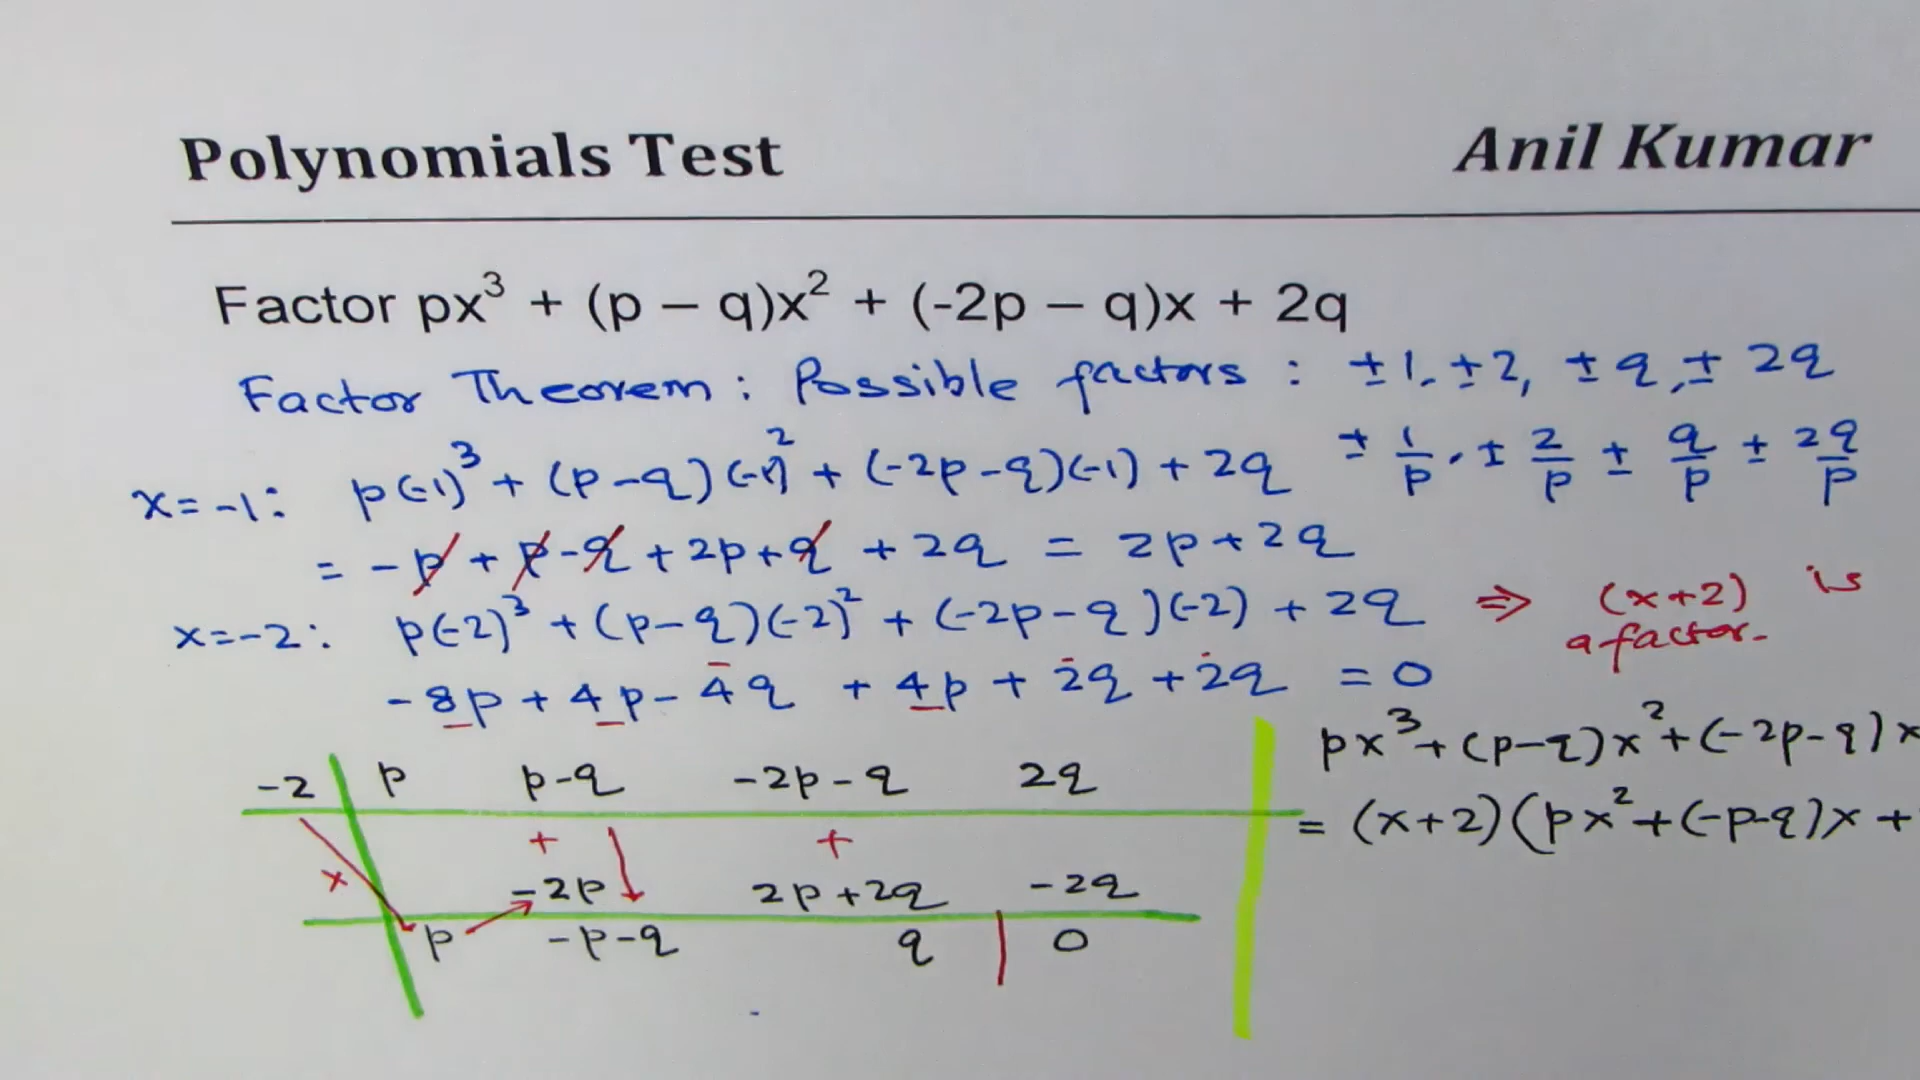 Polynomials Test Anil Kumar
Factor px³ + (p – q)x² + (-2p – q)x + 2q
Factor Theorem : Possible factors : ±1, ±2, ±q, ±2q
± 1/p, ± 2/p ± q/p ± 2q/p
x = -1: p(-1)³ + (p-q)(-1)² + (-2p-q)(-1) + 2q
= -p + p - q + 2p + q + 2q = 2p + 2q
x = -2: p(-2)³ + (p-q)(-2)² + (-2p-q)(-2) + 2q ⇒ (x+2) is
a factor.
-8p + 4p - 4q + 4p + 2q + 2q = 0
px³ + (p-q)x² + (-2p-q)x
= (x+2)(px² + (-p-q)x +
-2 p p-q -2p-q 2q
+ +
x -2p 2p+2q -2q
p -p-q q 0